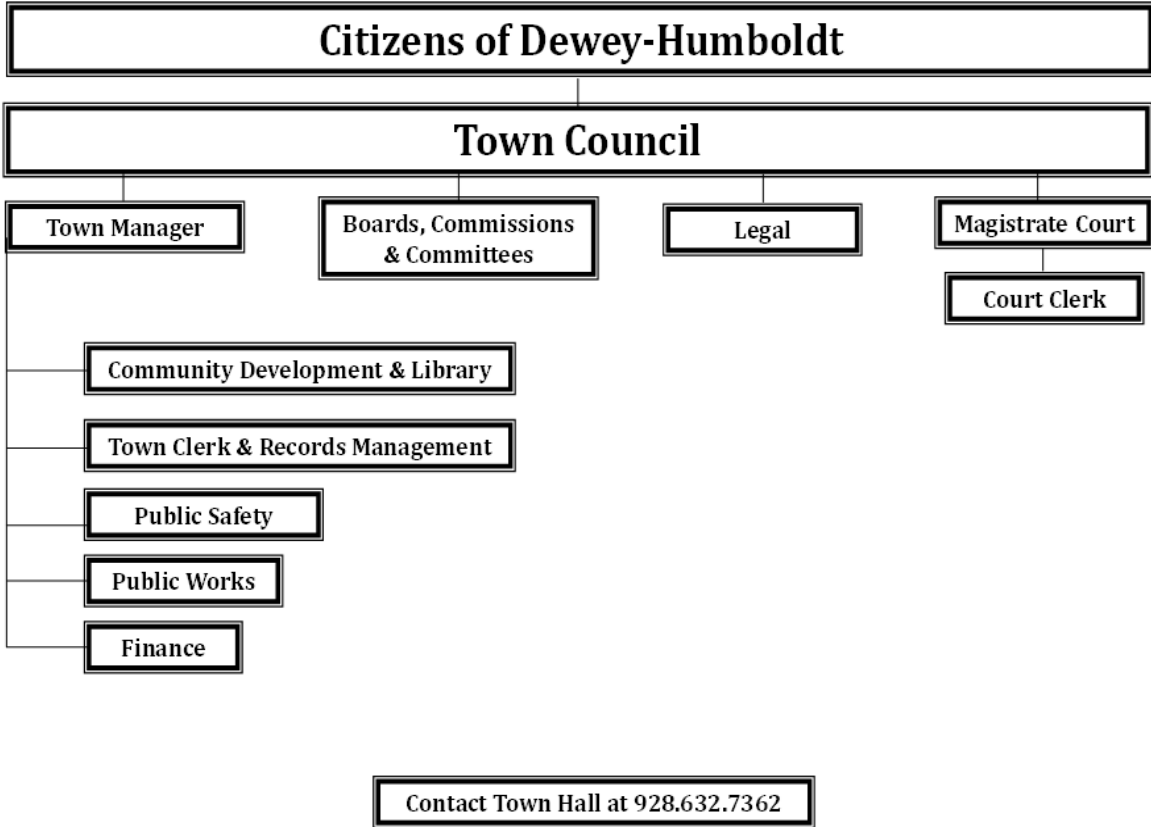 Citizens of Dewey-Humboldt
Town Council
Town Manager
Boards, Commissions
& Committees
Legal
Magistrate Court
Court Clerk
Community Development & Library
Town Clerk & Records Management
Public Safety
Public Works
Finance
Contact Town Hall at 928.632.7362